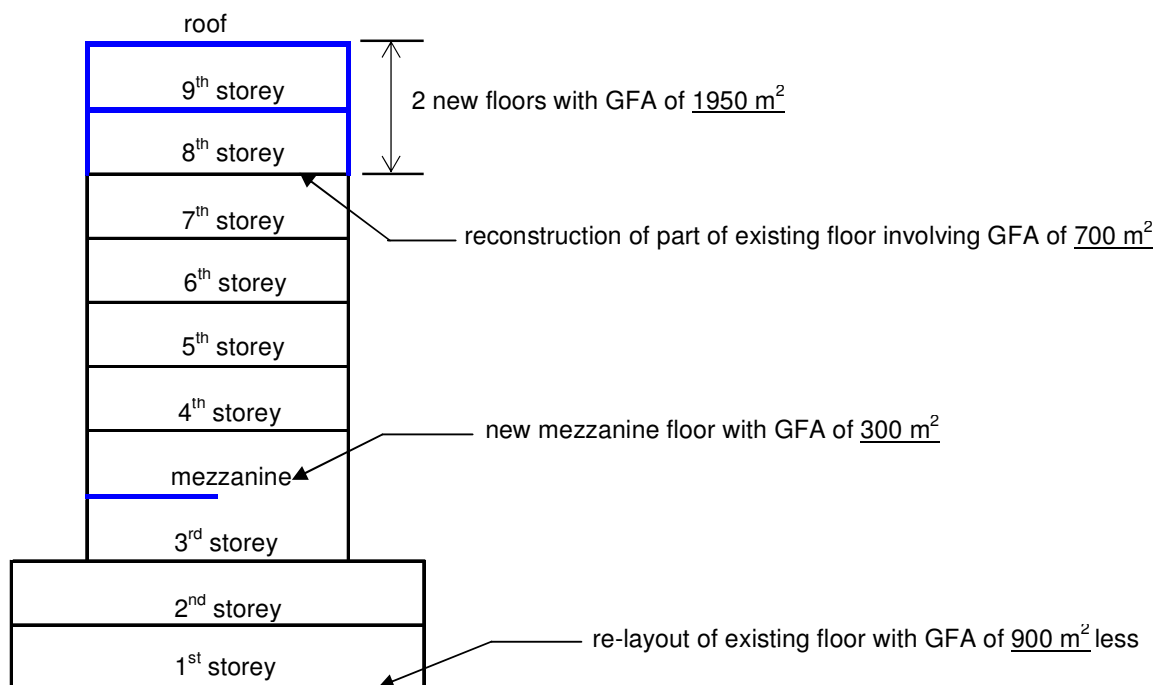 roof
9th storey
2 new floors with GFA of 1950 m2
8th storey
7th storey
reconstruction of part of existing floor involving GFA of 700 m2
6th storey
5th storey
4th storey
new mezzanine floor with GFA of 300 m2
mezzanine
3rd storey
2nd storey
re-layout of existing floor with GFA of 900 m2 less
1st storey